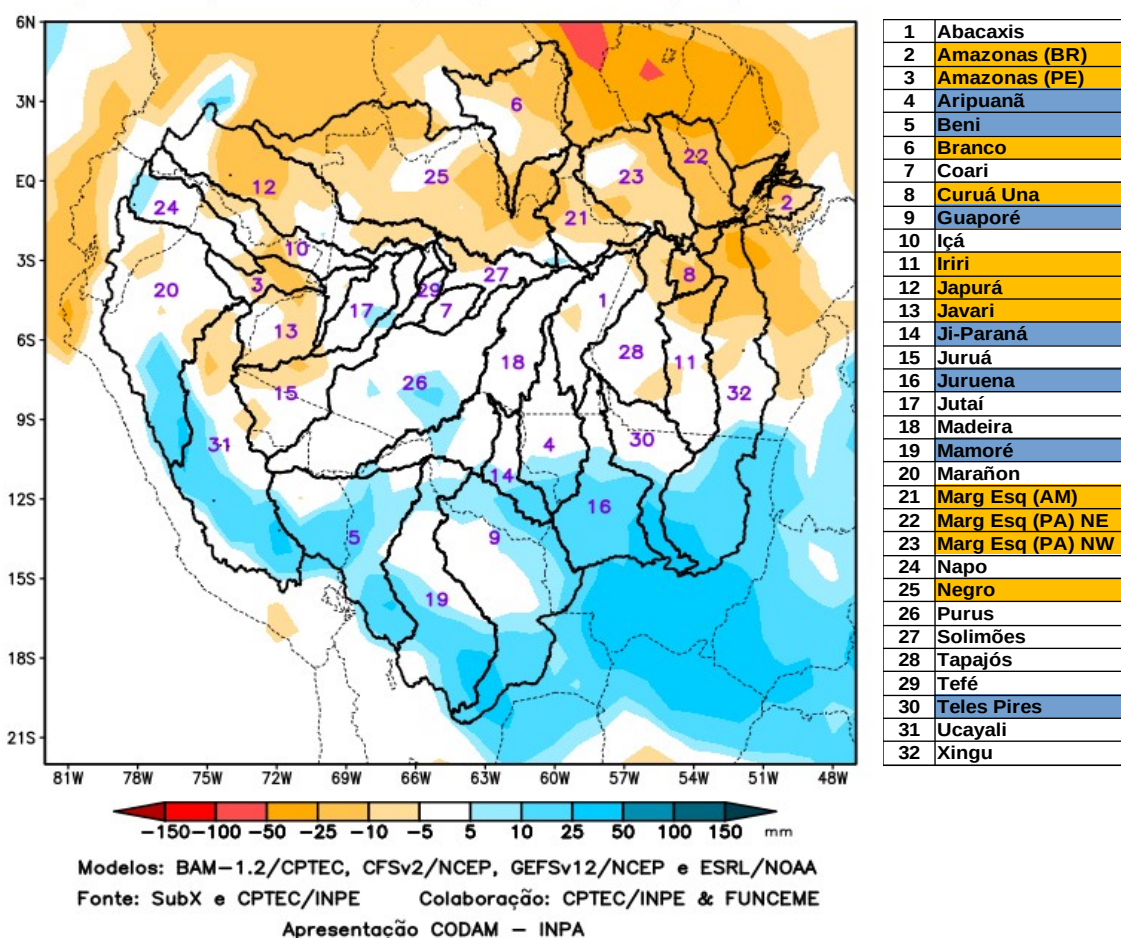 6N
3N
EQ
3S
6S
9S
12S
15S
18S
21S
81W 78W 75W 72W 69W 66W 63W 60W 57W 54W 51W 48W
6
22
23
25
12
2
24
21
10
27
3
8
20
29
1
17
7
13
28
11
18
26
15
32
30
4
31
14
16
5
9
19
1 Abacaxis
2 Amazonas (BR)
3 Amazonas (PE)
4 Aripuanã
5 Beni
6 Branco
7 Coari
8 Curuá Una
9 Guaporé
10 Içá
11 Iriri
12 Japurá
13 Javari
14 Ji-Paraná
15 Juruá
16 Juruena
17 Jutaí
18 Madeira
19 Mamoré
20 Marañon
21 Marg Esq (AM)
22 Marg Esq (PA) NE
23 Marg Esq (PA) NW
24 Napo
25 Negro
26 Purus
27 Solimões
28 Tapajós
29 Tefé
30 Teles Pires
31 Ucayali
32 Xingu
-150 -100 -50 -25 -10 -5 5 10 25 50 100 150 mm
Modelos: BAM-1.2/CPTEC, CFSv2/NCEP, GEFSv12/NCEP e ESRL/NOAA
Fonte: SubX e CPTEC/INPE Colaboração: CPTEC/INPE & FUNCEME
Apresentação CODAM - INPA